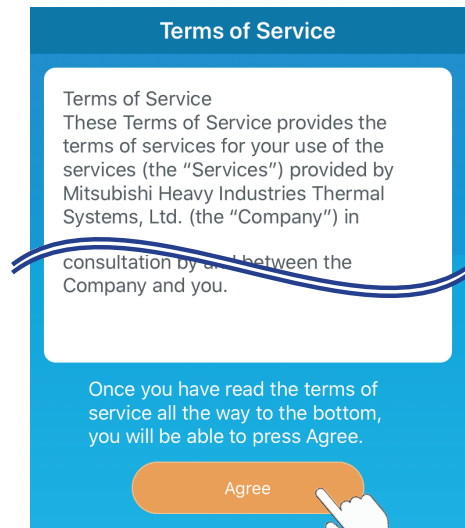 Terms of Service
Terms of Service
These Terms of Service provides the
terms of services for your use of the
services (the “Services”) provided by
Mitsubishi Heavy Industries Thermal
Systems, Ltd. (the “Company”) in
consultation by and between the
Company and you.
Once you have read the terms of
service all the way to the bottom,
you will be able to press Agree.
Agree